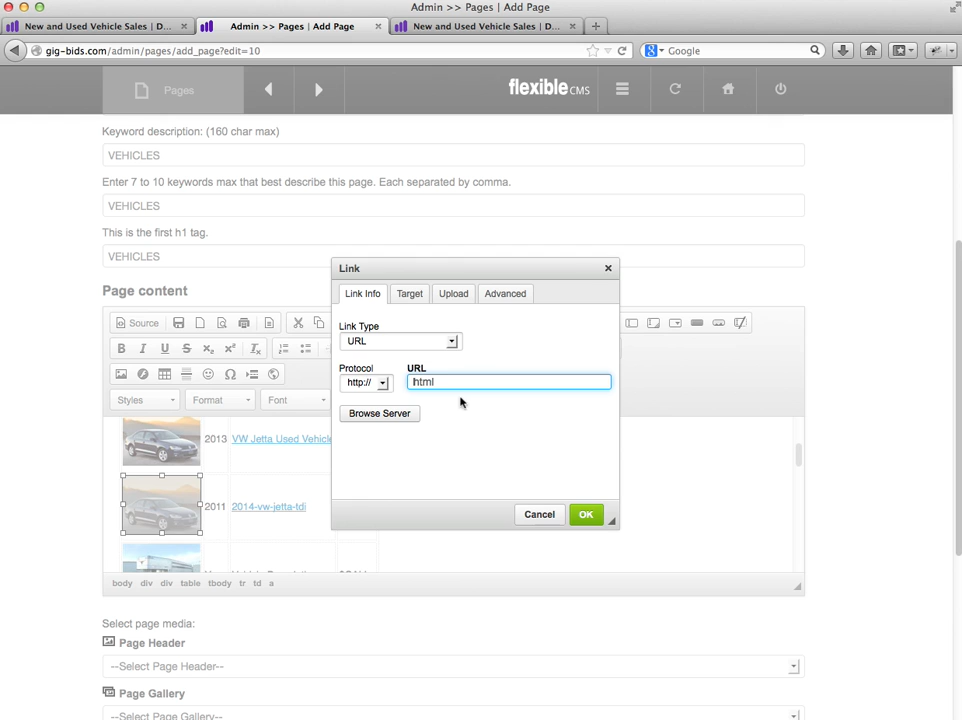 Admin >> Pages | Add Page
New and Used Vehicle Sales | D...
Admin >> Pages | Add Page
New and Used Vehicle Sales | D...
gig-bids.com/admin/pages/add_page?edit=10
Google
Pages
flexibleCMS
Keyword description: (160 char max)
VEHICLES
Enter 7 to 10 keywords max that best describe this page. Each separated by comma.
VEHICLES
This is the first h1 tag.
VEHICLES
Page content
Source
Styles
Format
Font
2013
VW Jetta Used Vehicle
2011
2014-vw-jetta-tdi
body div div table tbody tr td a
Link
Link Info
Target
Upload
Advanced
Link Type
URL
Protocol
URL
http://
html
Browse Server
Cancel
OK
Select page media:
Page Header
--Select Page Header--
Page Gallery
--Select Page Gallery--